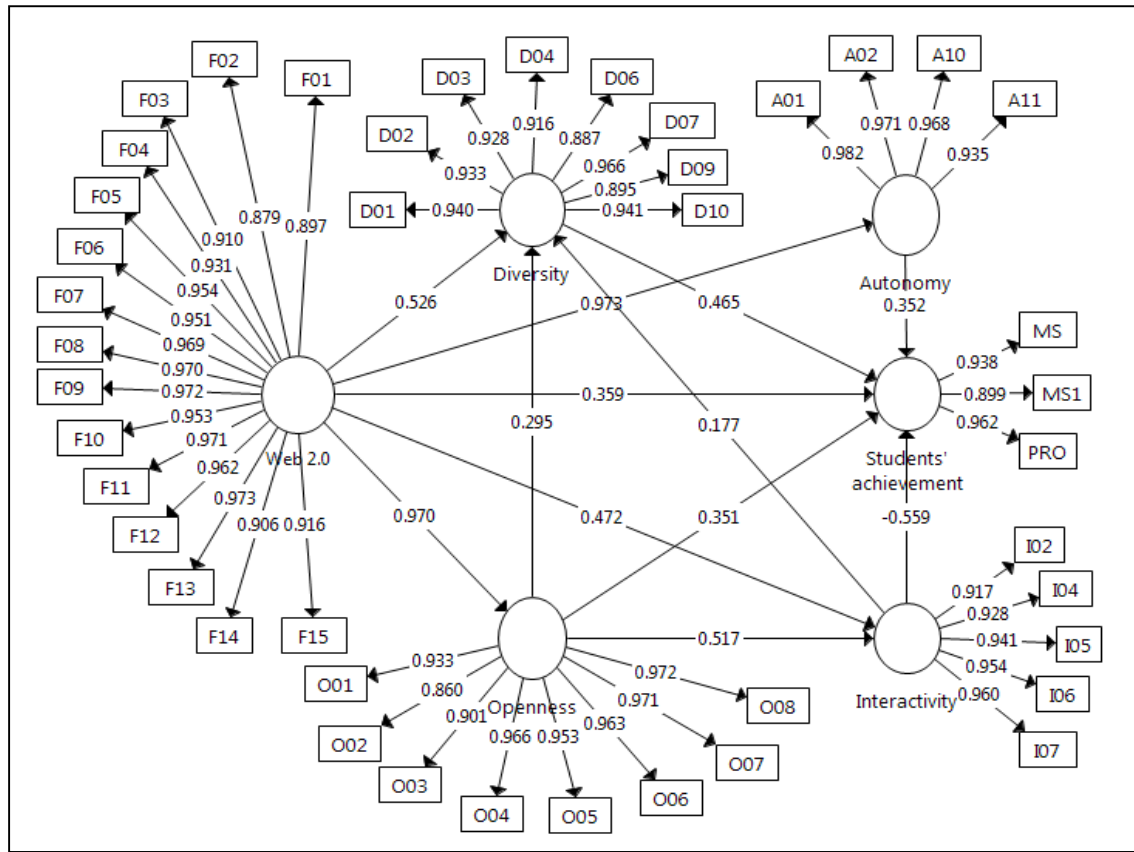 F02
F01
F03
F04
F05
F06
F07
F08
F09
F10
F11
F12
F13
F14
F15
0.879
0.897
0.910
0.931
0.954
0.951
0.969
0.970
0.972
0.953
0.971
0.962
0.973
0.906
0.916
Web 2.0
D04
D03
D06
D02
D07
D09
D01
D10
0.916
0.928
0.887
0.933
0.966
0.895
0.940
0.941
Diversity
A02
A10
A01
A11
0.971
0.968
0.982
0.935
Autonomy
0.352
0.526
0.973
0.465
0.359
0.295
0.177
0.970
0.472
0.351
-0.559
0.517
MS
MS1
PRO
0.938
0.899
0.962
Students'
achievement
I02
I04
I05
I06
I07
0.917
0.928
0.941
0.954
0.960
Interactivity
Openness
0.933
0.860
0.901
0.966
0.953
0.963
0.971
0.972
O01
O02
O03
O04
O05
O06
O07
O08